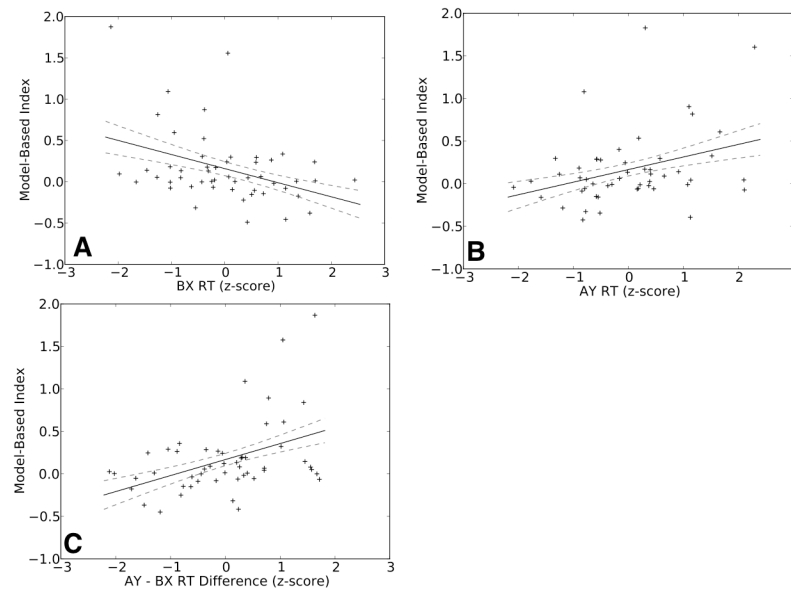 2.0
1.5
1.0
0.5
0.0
−0.5
−1.0
−3 −2 −1 0 1 2 3
Model-Based Index
BX RT (z-score)
A
2.0
1.5
1.0
0.5
0.0
−0.5
−1.0
−3 −2 −1 0 1 2 3
Model-Based Index
AY RT (z-score)
B
2.0
1.5
1.0
0.5
0.0
−0.5
1.0
−3 −2 −1 0 1 2 3
Model-Based Index
AY - BX RT Difference (z-score)
C